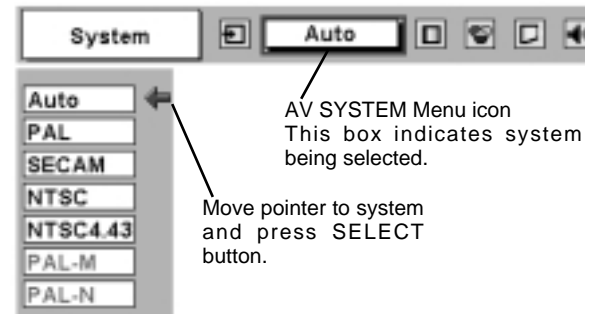 System
Auto
Auto
PAL
SECAM
NTSC
NTSC4.43
PAL-M
PAL-N
AV SYSTEM Menu icon
This box indicates system
being selected.
Move pointer to system
and press SELECT
button.